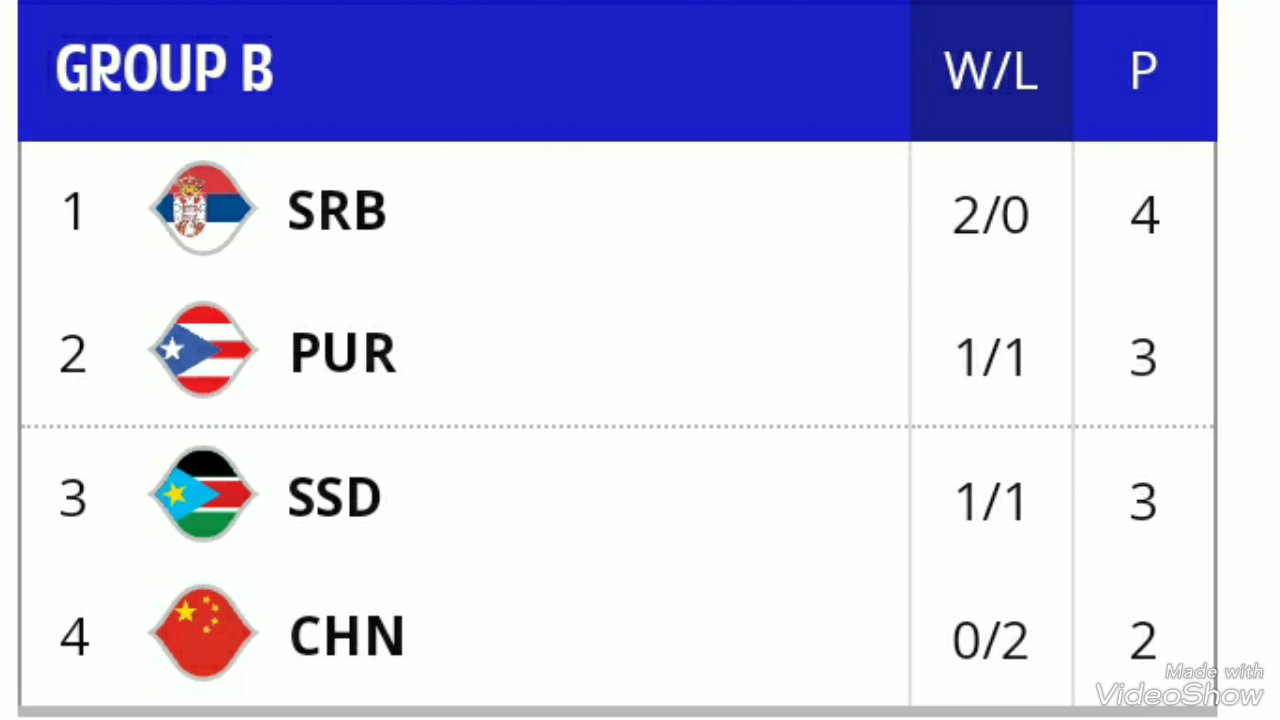 GROUP B W/L P
1 SRB 2/0 4
2 PUR 1/1 3
3 SSD 1/1 3
4 CHN 0/2 2
Made with
VideoShow